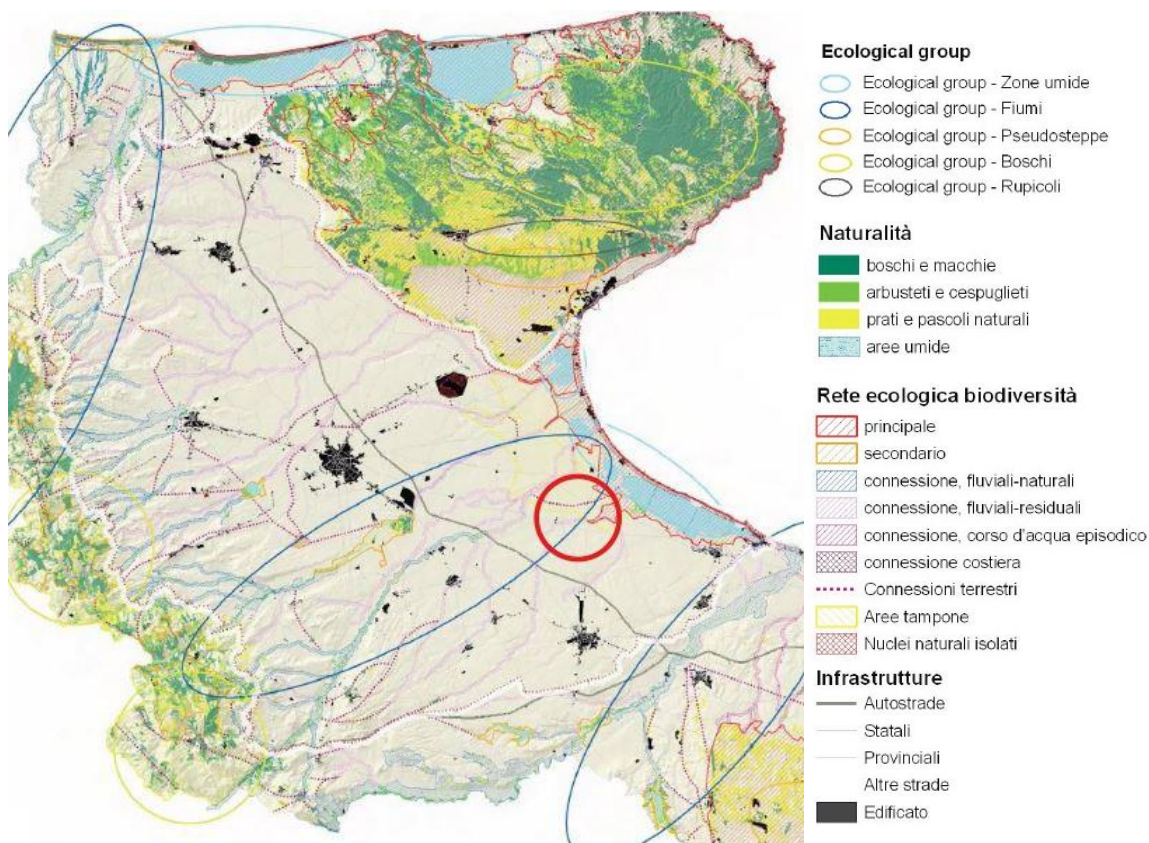 Ecological group
Ecological group - Zone umide
Ecological group - Fiumi
Ecological group - Pseudosteppe
Ecological group - Boschi
Ecological group - Rupicoli
Naturalità
boschi e macchie
arbusteti e cespuglieti
prati e pascoli naturali
aree umide
Rete ecologica biodiversità
principale
secondario
connessione, fluviali-naturali
connessione, fluviali-residuali
connessione, corso d'acqua episodico
connessione costiera
Connessioni terrestri
Aree tampone
Nuclei naturali isolati
Infrastrutture
Autostrade
Statali
Provinciali
Altre strade
Edificato